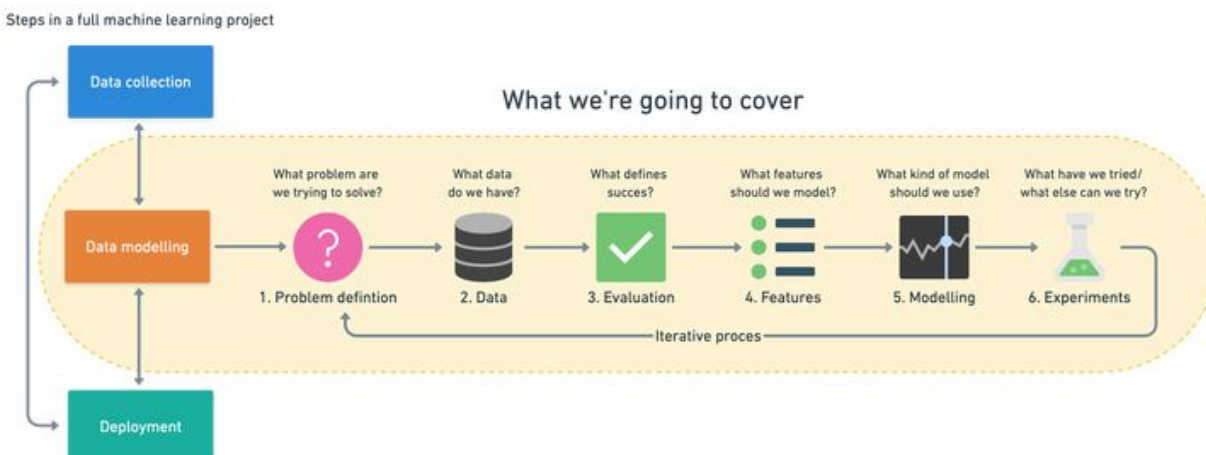 Steps in a full machine learning project
Data collection
What we're going to cover
What problem are
we trying to solve?
What data
do we have?
What defines
succes?
What features
should we model?
What kind of model
should we use?
What have we tried/
what else can we try?
Data modelling
?
1. Problem defintion
2. Data
3. Evaluation
4. Features
5. Modelling
6. Experiments
Iterative proces
Deployment